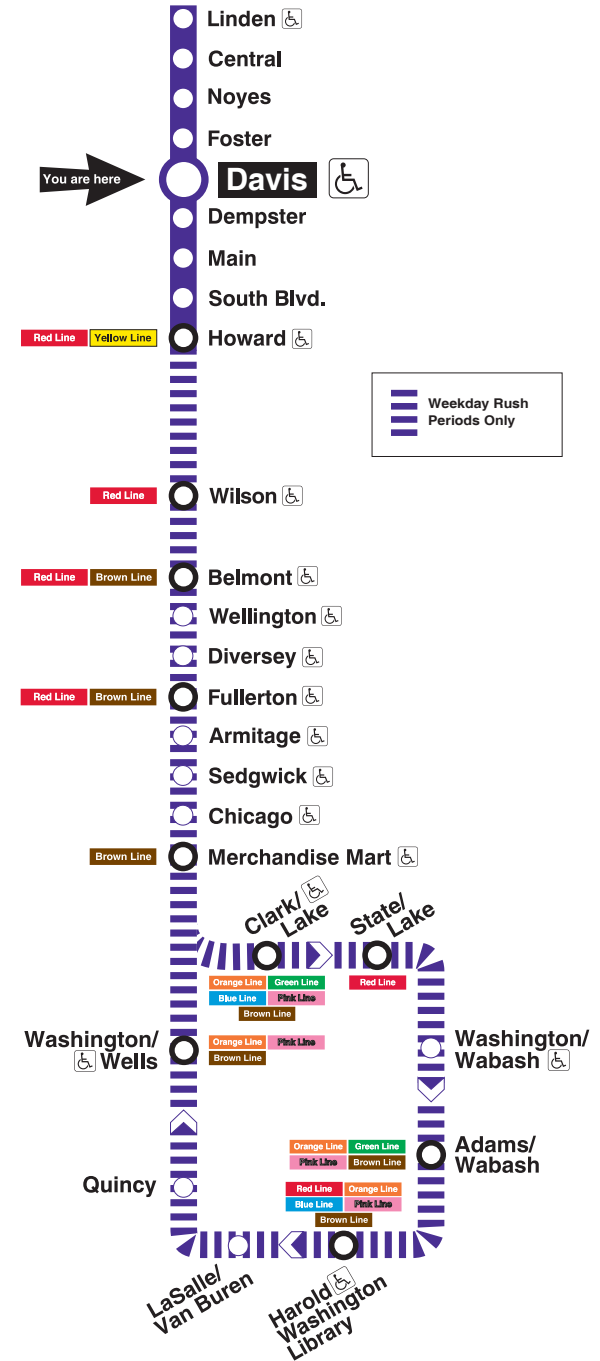 Linden
Central
Noyes
Foster
You are here
Davis
Dempster
Main
South Blvd.
Red Line Yellow Line Howard
Weekday Rush
Periods Only
Red Line Wilson
Red Line Brown Line Belmont
Wellington
Diversey
Red Line Brown Line Fullerton
Armitage
Sedgwick
Chicago
Brown Line Merchandise Mart
Clark/
Lake
Orange Line Green Line
Blue Line Pink Line
Brown Line
State/
Lake
Red Line
Washington/
Wells
Orange Line Pink Line
Brown Line
Washington/
Wabash
Orange Line Green Line
Pink Line Brown Line
Adams/
Wabash
Quincy
Red Line Orange Line
Blue Line Pink Line
Brown Line
LaSalle/
Van Buren
Harold
Washington
Library